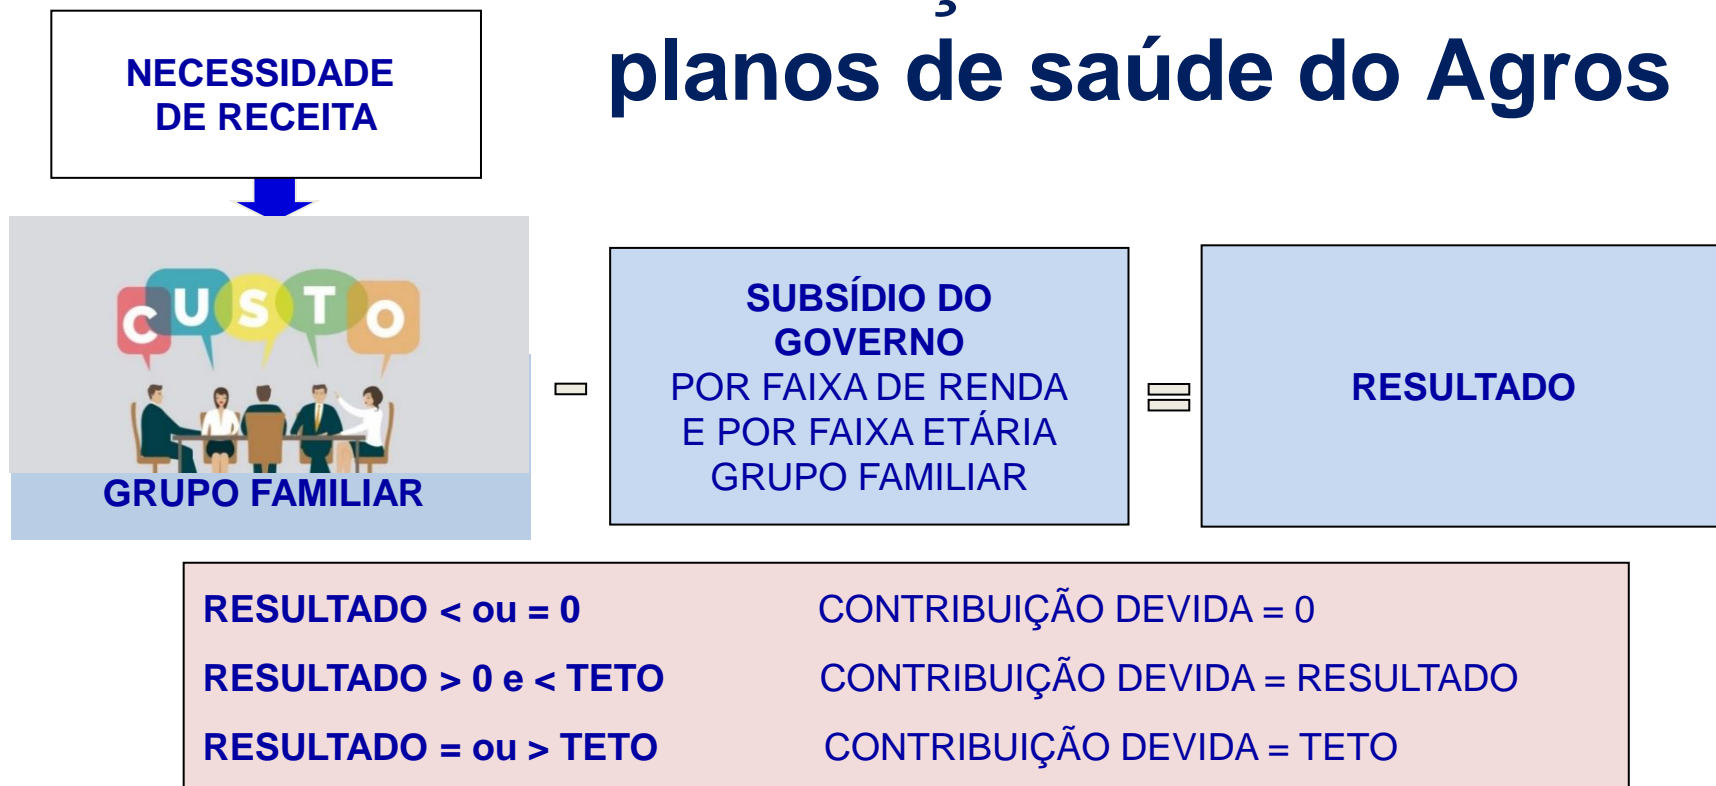 planos de saúde do Agros
NECESSIDADE
DE RECEITA
CUSTO
GRUPO FAMILIAR
SUBSÍDIO DO
GOVERNO
POR FAIXA DE RENDA
E POR FAIXA ETÁRIA
GRUPO FAMILIAR
=
RESULTADO
RESULTADO < ou = 0 CONTRIBUIÇÃO DEVIDA = 0
RESULTADO > 0 e < TETO CONTRIBUIÇÃO DEVIDA = RESULTADO
RESULTADO = ou > TETO CONTRIBUIÇÃO DEVIDA = TETO